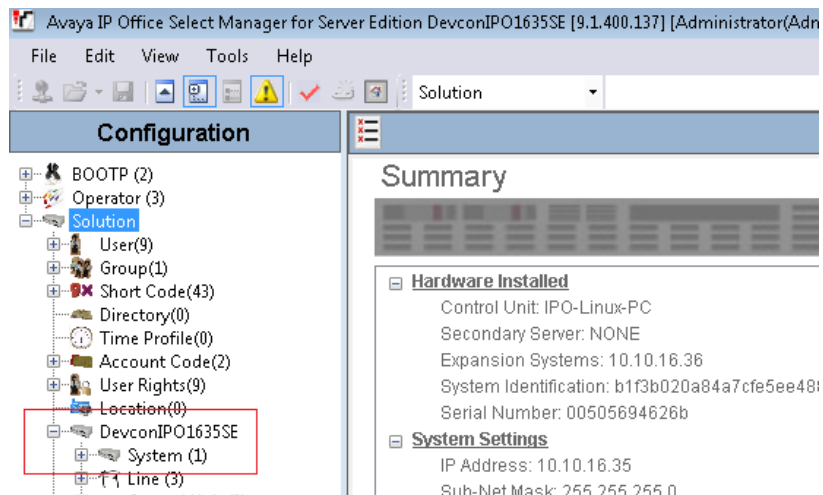 Avaya IP Office Select Manager for Server Edition DevconIPO1635SE [9.1.400.137] [Administrator(Adn
File Edit View Tools Help
Solution
Configuration
BOOTP (2)
Operator (3)
Solution
User(9)
Group(1)
Short Code(43)
Directory(0)
Time Profile(0)
Account Code(2)
User Rights(9)
Location(0)
DevconIPO1635SE
System (1)
Line (3)
Summary
Hardware Installed
Control Unit: IPO-Linux-PC
Secondary Server: NONE
Expansion Systems: 10.10.16.36
System Identification: b1f3b020a84a7cfe5ee488
Serial Number: 00505694626b
System Settings
IP Address: 10.10.16.35
Sub-Net Mask: 255.255.255.0